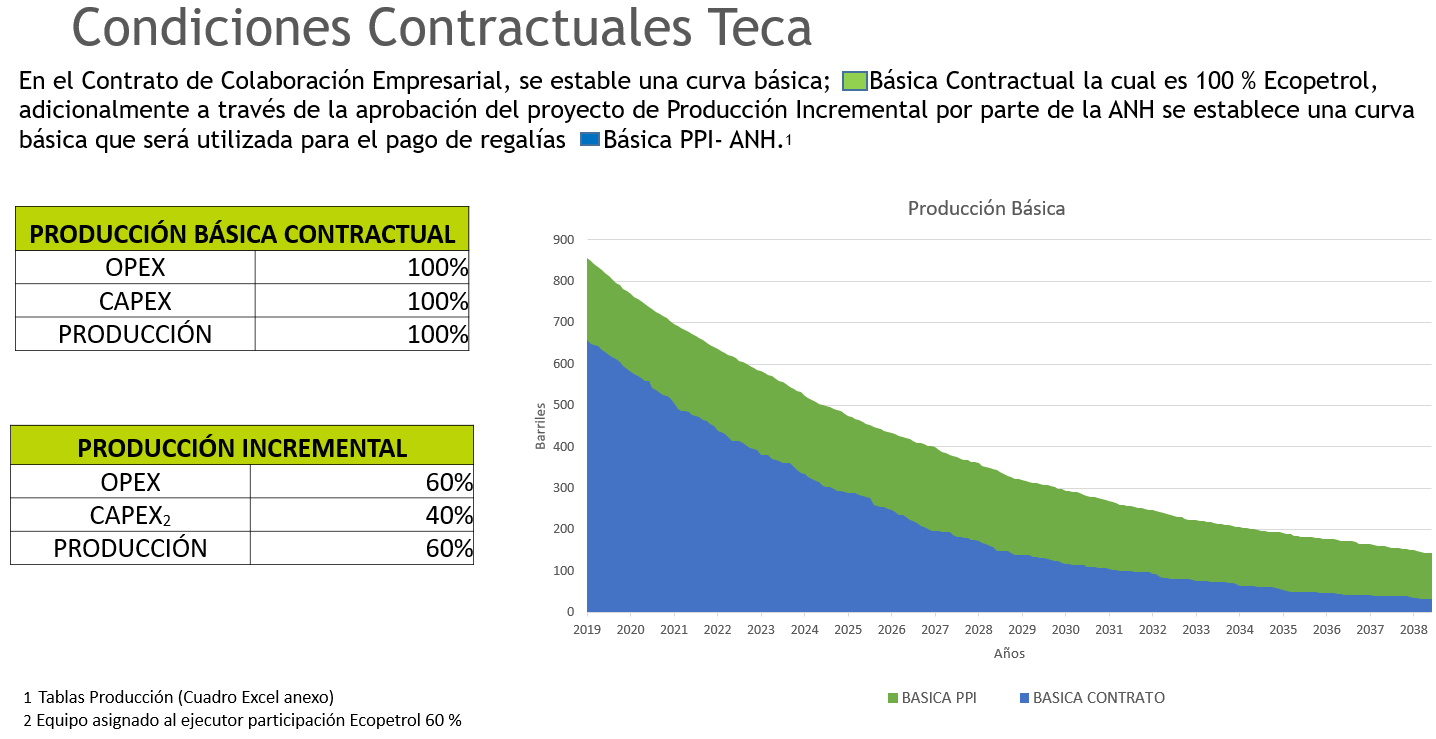 Condiciones Contractuales Teca
En el Contrato de Colaboración Empresarial, se estable una curva básica; Básica Contractual la cual es 100 % Ecopetrol,
adicionalmente a través de la aprobación del proyecto de Producción Incremental por parte de la ANH se establece una curva
básica que será utilizada para el pago de regalías Básica PPI- ANH.1
PRODUCCIÓN BÁSICA CONTRACTUAL
OPEX 100%
CAPEX 100%
PRODUCCIÓN 100%
PRODUCCIÓN INCREMENTAL
OPEX 60%
CAPEX2 40%
PRODUCCIÓN 60%
1 Tablas Producción (Cuadro Excel anexo)
2 Equipo asignado al ejecutor participación Ecopetrol 60 %
Producción Básica
Barriles
900
800
700
600
500
400
300
200
100
0
2019 2020 2021 2022 2023 2024 2025 2026 2027 2028 2029 2030 2031 2032 2033 2034 2035 2036 2037 2038
Años
BASICA PPI BASICA CONTRATO